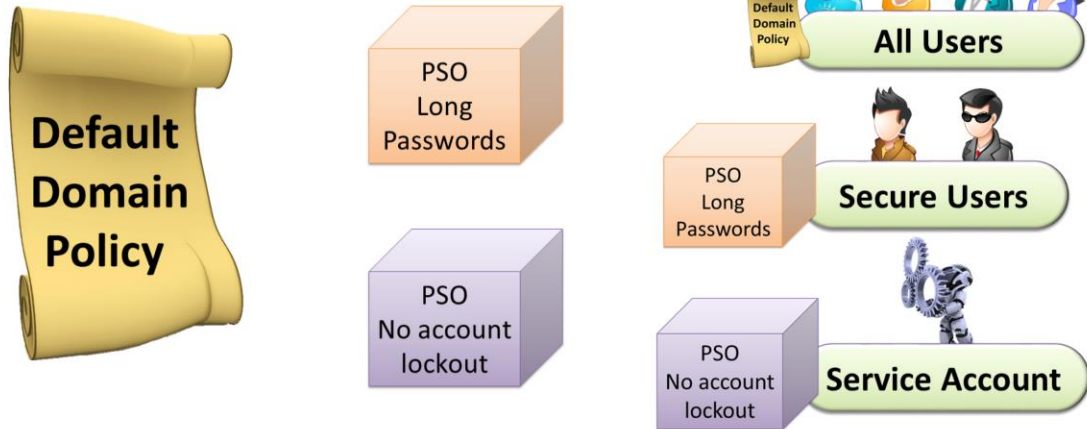 Default
Domain
Policy
PSO
Long
Passwords
PSO
No account
lockout
Default
Domain
Policy
All Users
PSO
Long
Passwords
Secure Users
PSO
No account
lockout
Service Account